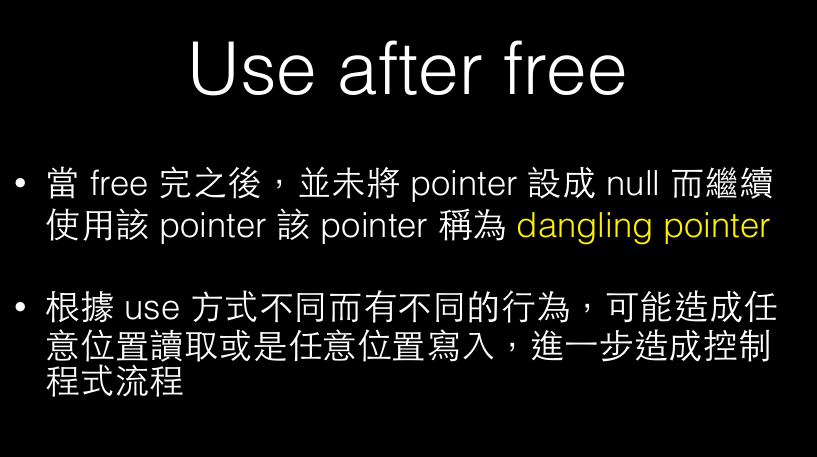 Use after free
• 當 free 完之後，並未將 pointer 設成 null 而繼續
使用該 pointer 該 pointer 稱為 dangling pointer
• 根據 use 方式不同而有不同的行為，可能造成任
意位置讀取或是任意位置寫入，進一步造成控制
程式流程